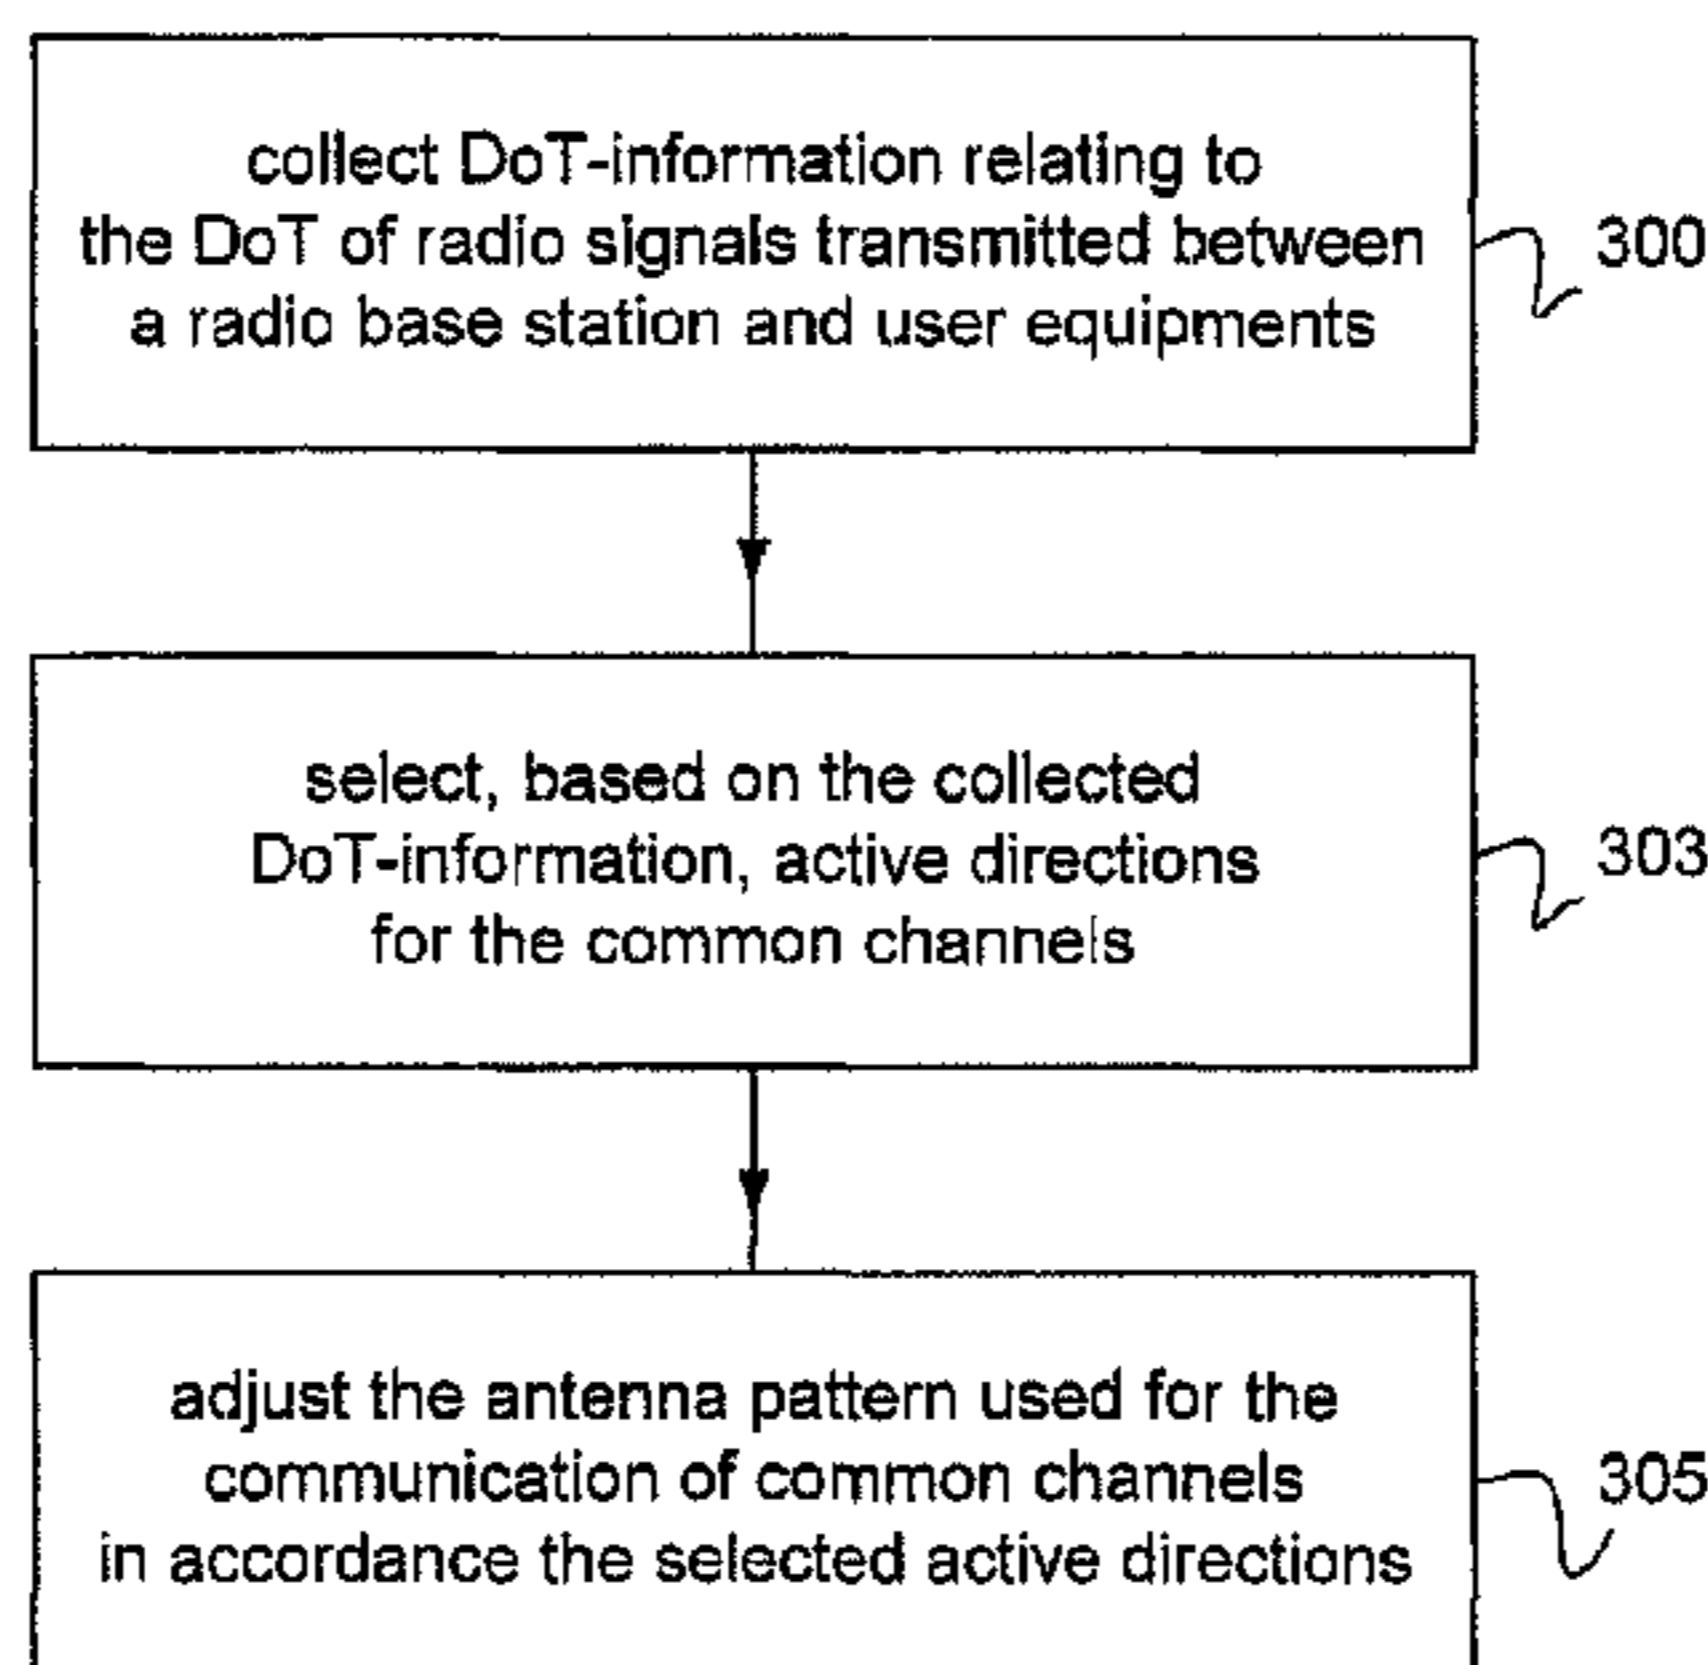 collect DoT-information relating to
the DoT of radio signals transmitted between
a radio base station and user equipments
300
select, based on the collected
DoT-information, active directions
for the common channels
303
adjust the antenna pattern used for the
communication of common channels
in accordance the selected active directions
305